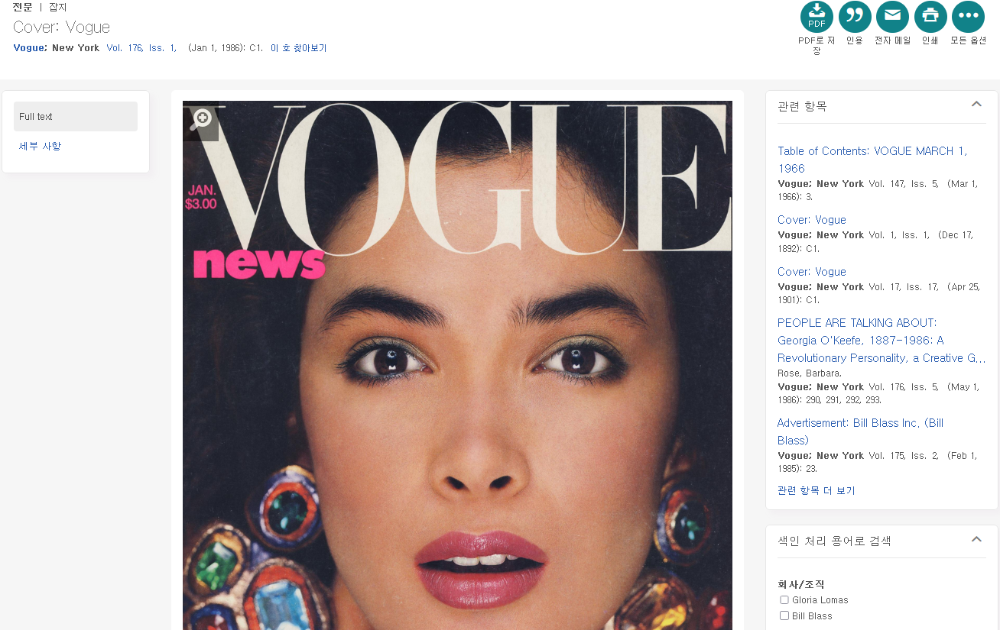 전문 | 잡지
Cover: Vogue
Vogue; New York Vol. 176, Iss. 1, (Jan 1, 1986): C1. 이 호 찾아보기
PDF
PDF로 저
장
인용
전자 메일
인쇄
모든 옵션
Full text
세부 사항
VOGUE
JAN.
$3.00
news
관련 항목
Table of Contents: VOGUE MARCH 1,
1966
Vogue; New York Vol. 147, Iss. 5, (Mar 1,
1966): 3.
Cover: Vogue
Vogue; New York Vol. 1, Iss. 1, (Dec 17,
1892): C1.
Cover: Vogue
Vogue; New York Vol. 17, Iss. 17, (Apr 25,
1901): C1.
PEOPLE ARE TALKING ABOUT:
Georgia O'Keefe, 1887-1986: A
Revolutionary Personality, a Creative G...
Rose, Barbara.
Vogue; New York Vol. 176, Iss. 5, (May 1,
1986): 290, 291, 292, 293.
Advertisement: Bill Blass Inc. (Bill
Blass)
Vogue; New York Vol. 175, Iss. 2, (Feb 1,
1985): 23.
관련 항목 더 보기
색인 처리 용어로 검색
회사/조직
Gloria Lomas
Bill Blass